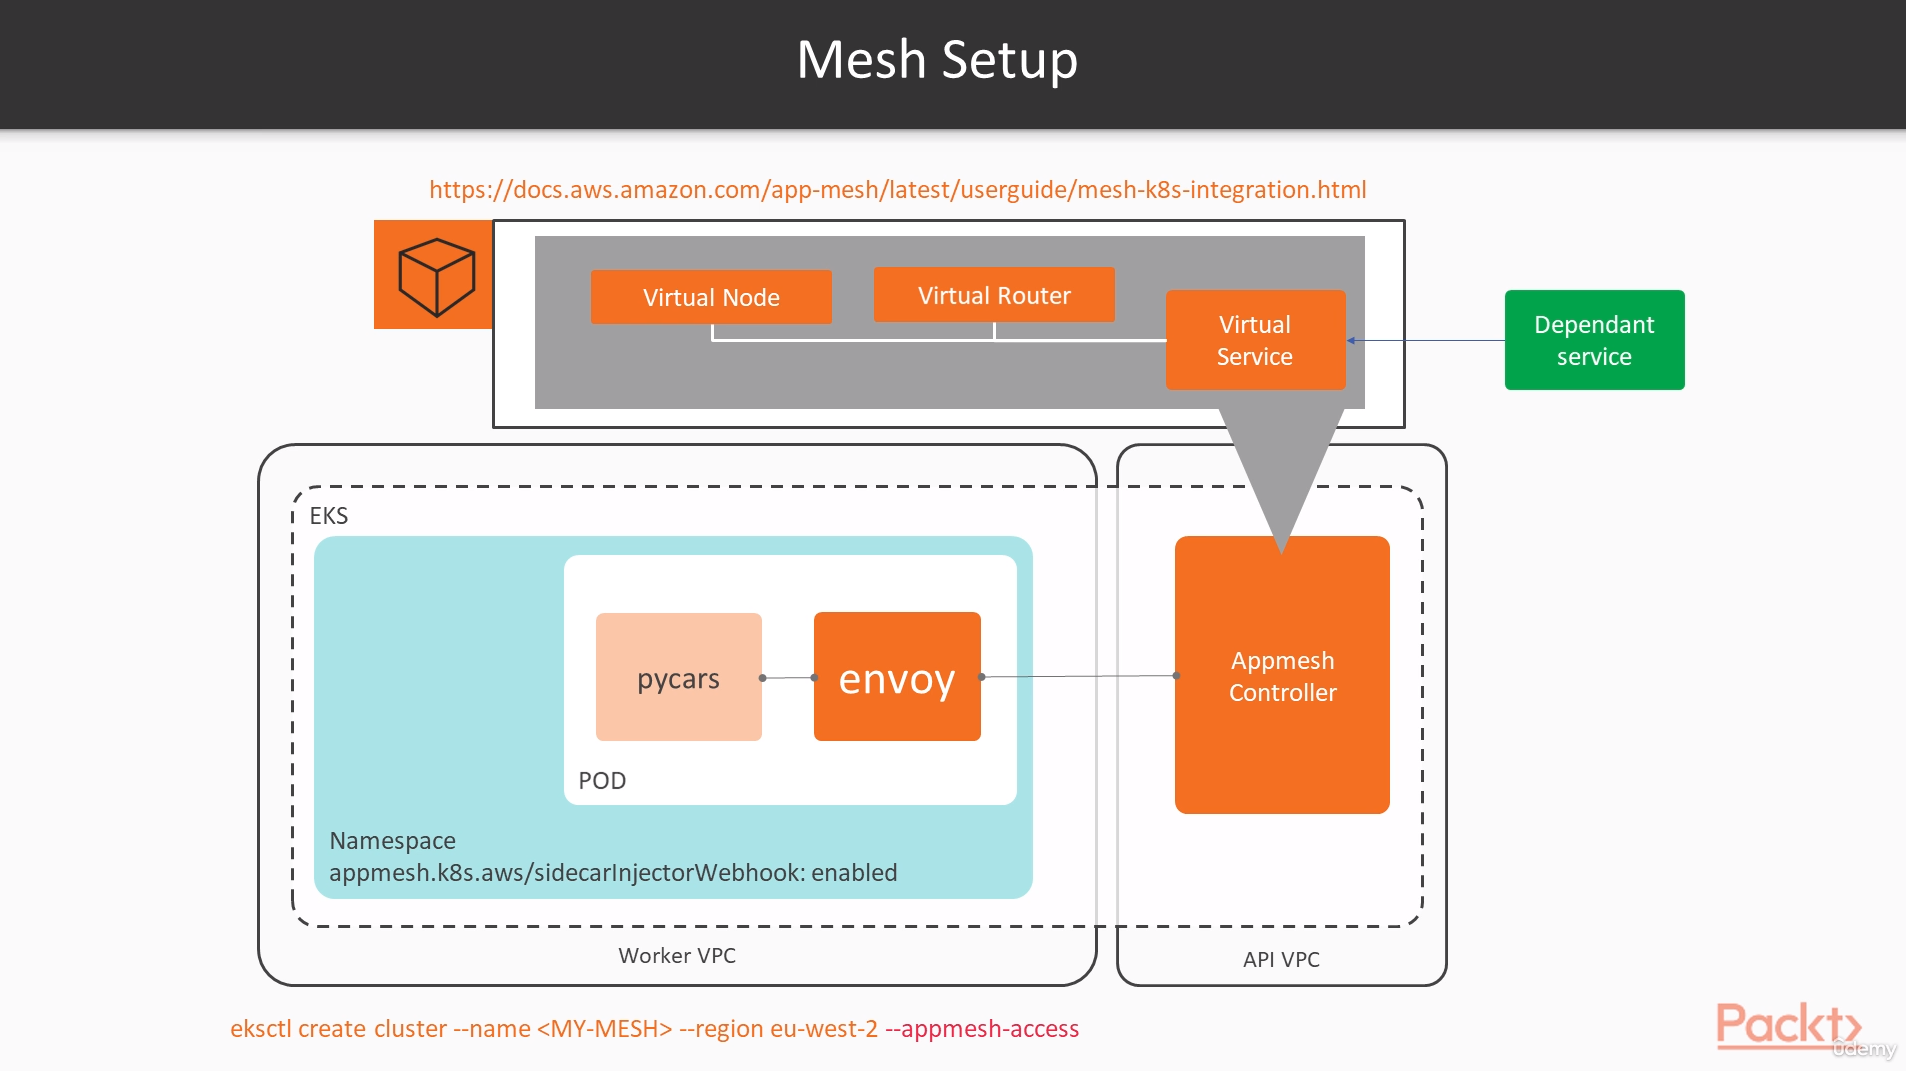 Mesh Setup
https://docs.aws.amazon.com/app-mesh/latest/userguide/mesh-k8s-integration.html
Virtual Node
Virtual Router
Virtual
Service
Dependant
service
EKS
pycars
envoy
POD
Appmesh
Controller
Namespace
appmesh.k8s.aws/sidecarInjectorWebhook: enabled
Worker VPC
API VPC
eksctl create cluster --name <MY-MESH> --region eu-west-2 --appmesh-access
Packt
ûdemy